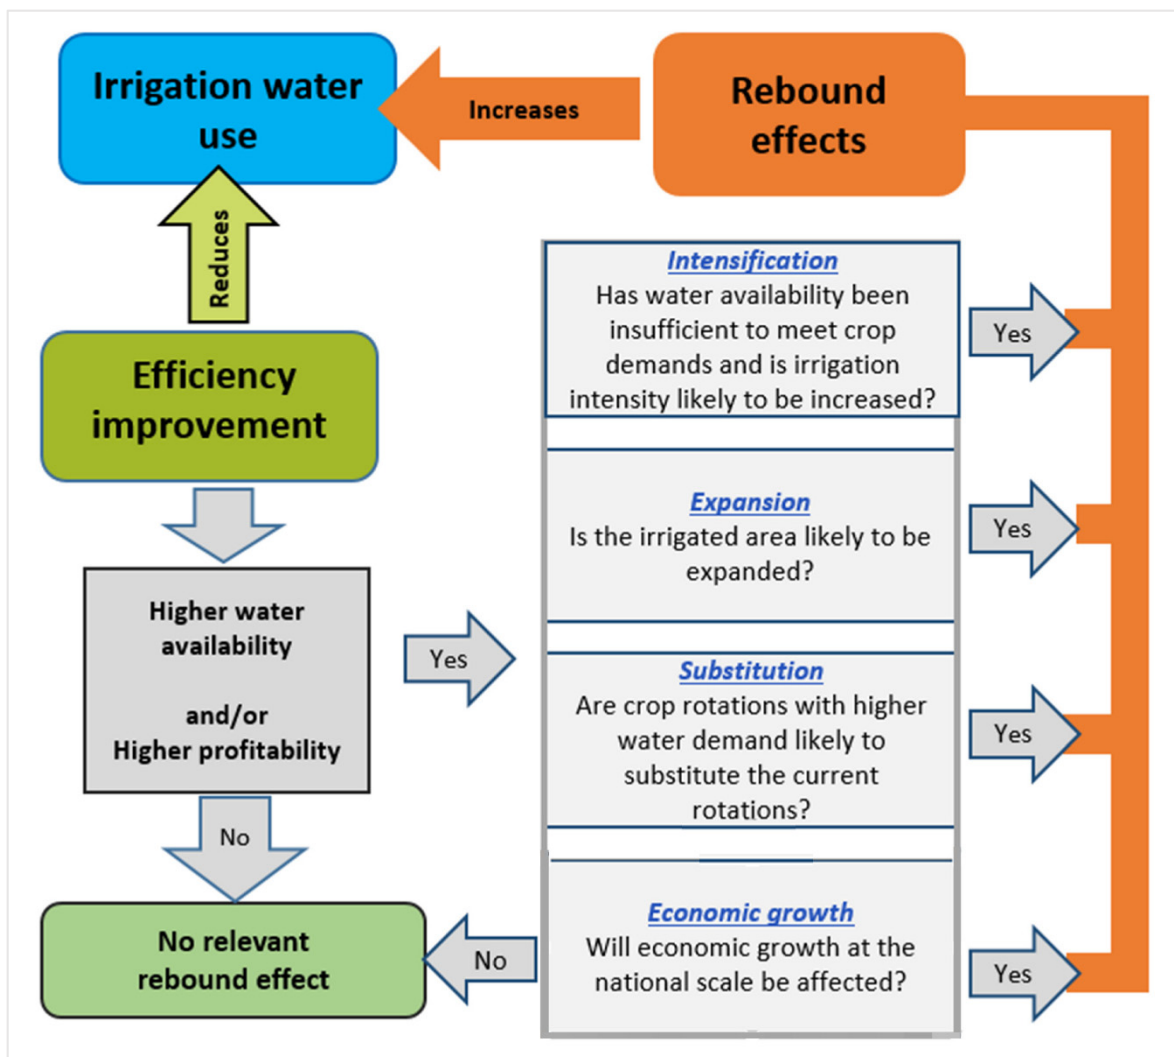 Irrigation water
use
Increases
Rebound
effects
Reduces
Efficiency
improvement
Higher water
availability
and/or
Higher profitability
Yes
No
No relevant
rebound effect
Intensification
Has water availability been
insufficient to meet crop
demands and is irrigation
intensity likely to be increased?
Yes
Expansion
Is the irrigated area likely to be
expanded?
Yes
Substitution
Are crop rotations with higher
water demand likely to
substitute the current
rotations?
Yes
Economic growth
Will economic growth at the
national scale be affected?
Yes
No